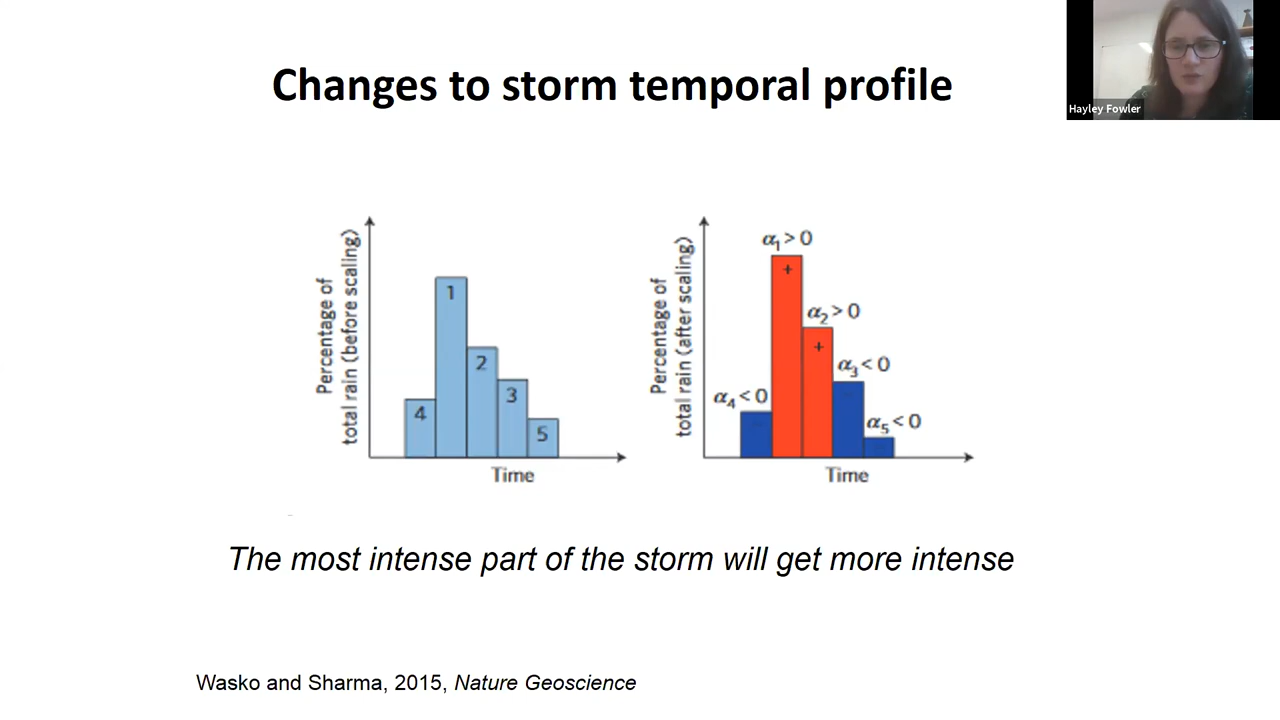 Changes to storm temporal profile
Hayley Fowler
Percentage of
total rain (before scaling)
1
2
3
4
5
Time
Percentage of
total rain (after scaling)
α₁ > 0
+
α₂ > 0
+
α₃ < 0
α₄ < 0
α₅ < 0
Time
The most intense part of the storm will get more intense
Wasko and Sharma, 2015, Nature Geoscience